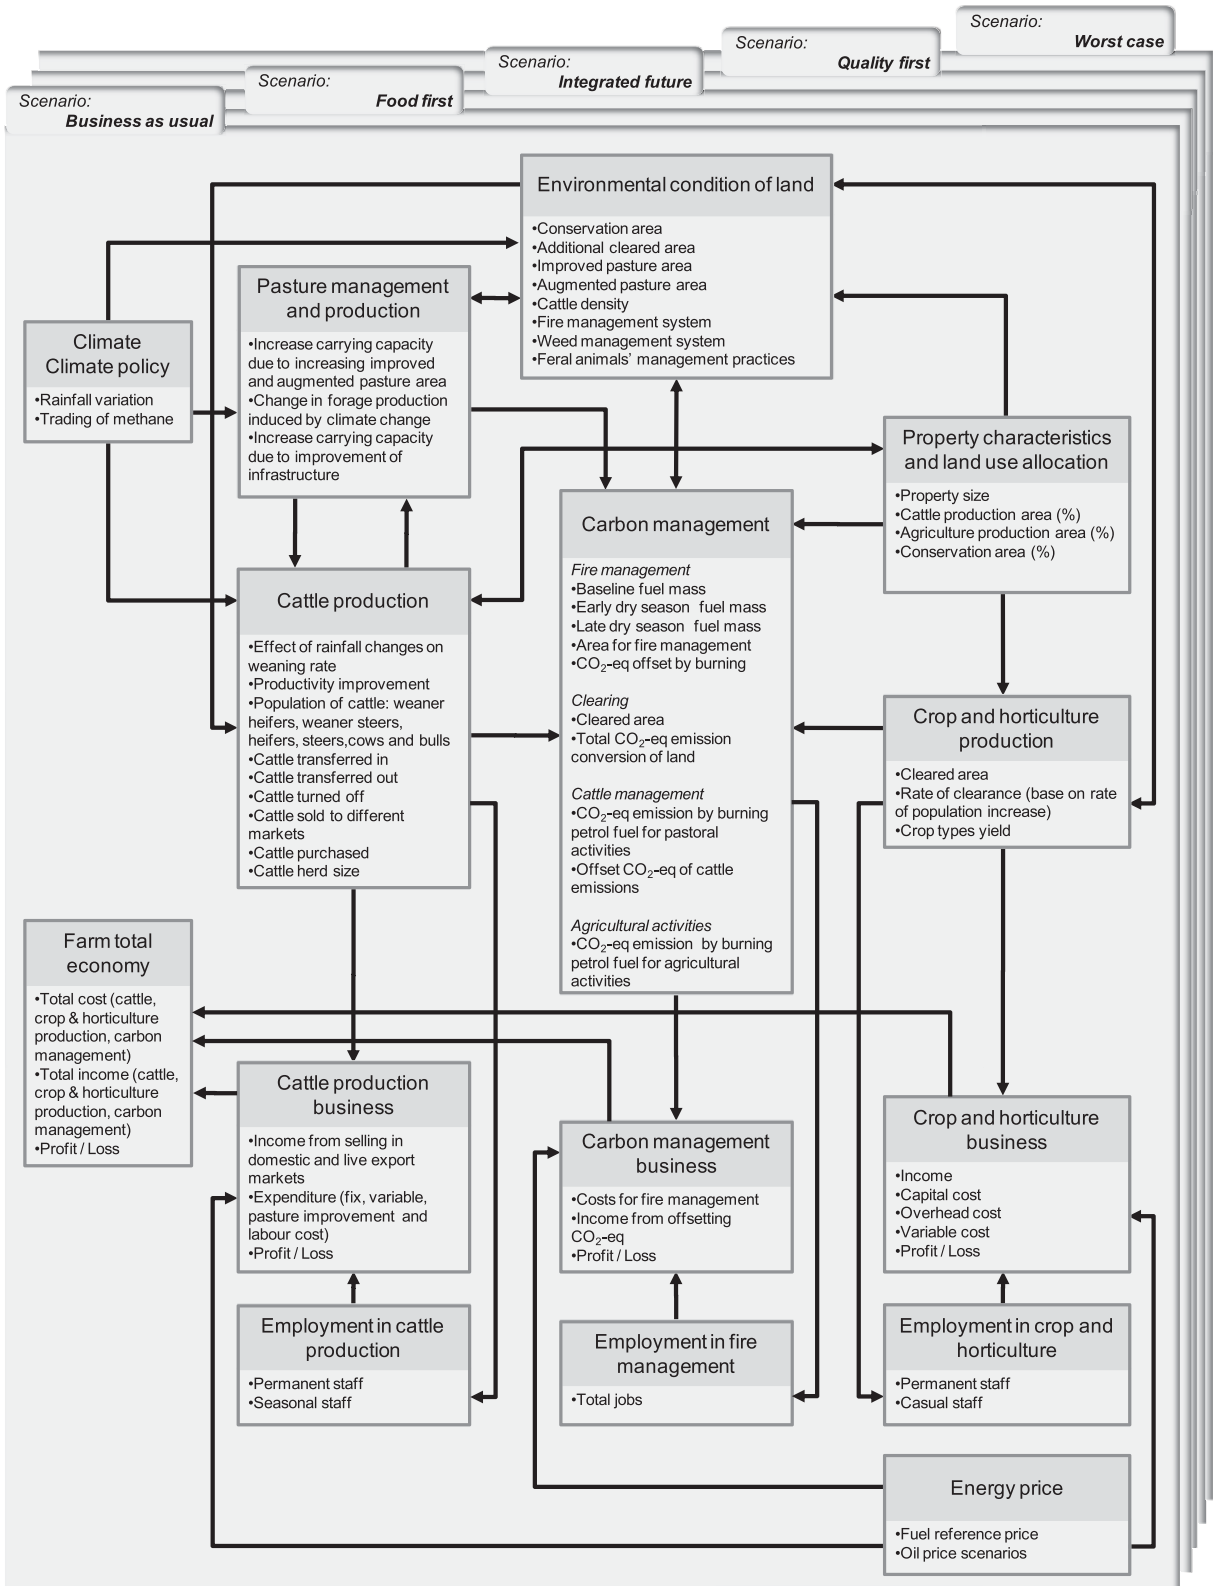 Scenario:
Worst case
Scenario:
Quality first
Scenario:
Integrated future
Scenario:
Food first
Scenario:
Business as usual
Environmental condition of land
•Conservation area
•Additional cleared area
•Improved pasture area
•Augmented pasture area
•Cattle density
•Fire management system
•Weed management system
•Feral animals’ management practices
Pasture management
and production
•Increase carrying capacity
due to increasing improved
and augmented pasture area
•Change in forage production
induced by climate change
•Increase carrying capacity
due to improvement of
infrastructure
Climate
Climate policy
•Rainfall variation
•Trading of methane
Property characteristics
and land use allocation
•Property size
•Cattle production area (%)
•Agriculture production area (%)
•Conservation area (%)
Carbon management
Fire management
•Baseline fuel mass
•Early dry season fuel mass
•Late dry season fuel mass
•Area for fire management
•CO2-eq offset by burning
Clearing
•Cleared area
•Total CO2-eq emission
conversion of land
Cattle management
•CO2-eq emission by burning
petrol fuel for pastoral
activities
•Offset CO2-eq of cattle
emissions
Agricultural activities
•CO2-eq emission by burning
petrol fuel for agricultural
activities
Cattle production
•Effect of rainfall changes on
weaning rate
•Productivity improvement
•Population of cattle: weaner
heifers, weaner steers,
heifers, steers,cows and bulls
•Cattle transferred in
•Cattle transferred out
•Cattle turned off
•Cattle sold to different
markets
•Cattle purchased
•Cattle herd size
Crop and horticulture
production
•Cleared area
•Rate of clearance (base on rate
of population increase)
•Crop types yield
Farm total
economy
•Total cost (cattle,
crop & horticulture
production, carbon
management)
•Total income (cattle,
crop & horticulture
production, carbon
management)
•Profit / Loss
Cattle production
business
•Income from selling in
domestic and live export
markets
•Expenditure (fix, variable,
pasture improvement and
labour cost)
•Profit / Loss
Carbon management
business
•Costs for fire management
•Income from offsetting
CO2-eq
•Profit / Loss
Crop and horticulture
business
•Income
•Capital cost
•Overhead cost
•Variable cost
•Profit / Loss
Employment in cattle
production
•Permanent staff
•Seasonal staff
Employment in fire
management
•Total jobs
Employment in crop and
horticulture
•Permanent staff
•Casual staff
Energy price
•Fuel reference price
•Oil price scenarios